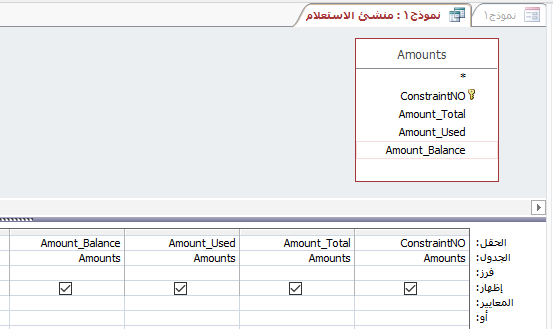 نموذج١
نموذج١ : منشئ الاستعلام
Amounts
*
ConstraintNO
Amount_Total
Amount_Used
Amount_Balance
الحقل: ConstraintNO Amount_Total Amount_Used Amount_Balance
الجدول: Amounts Amounts Amounts Amounts
فرز:
إظهار:
المعايير:
أو: